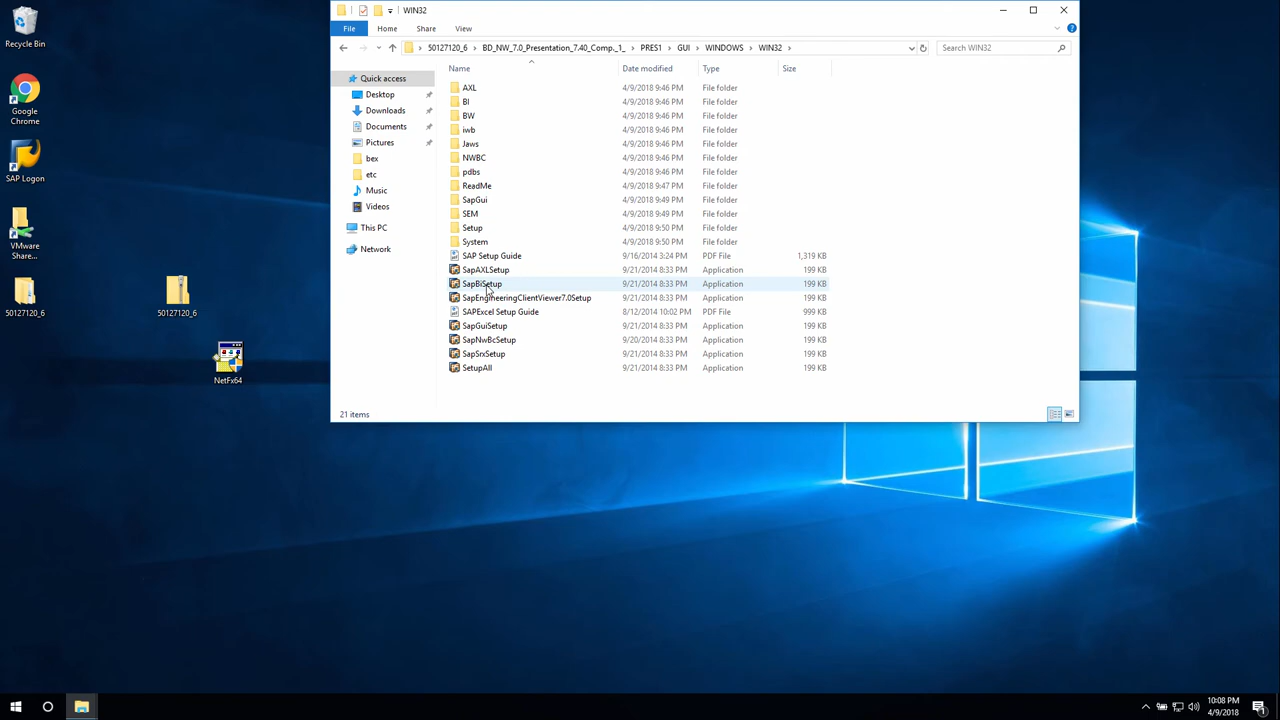 WIN32
File Home Share View
50127120_6 BD_NW_7.0_Presentation_7.40_Comp._1_ PRES1 GUI WINDOWS WIN32
Search WIN32
Name Date modified Type Size
Quick access
Desktop
Downloads
Documents
Pictures
bex
etc
Music
Videos
This PC
Network
AXL 4/9/2018 9:46 PM File folder
BI 4/9/2018 9:46 PM File folder
BW 4/9/2018 9:46 PM File folder
iwb 4/9/2018 9:46 PM File folder
Jaws 4/9/2018 9:46 PM File folder
NWBC 4/9/2018 9:46 PM File folder
pdbs 4/9/2018 9:46 PM File folder
ReadMe 4/9/2018 9:47 PM File folder
SapGui 4/9/2018 9:49 PM File folder
SEM 4/9/2018 9:49 PM File folder
Setup 4/9/2018 9:50 PM File folder
System 4/9/2018 9:50 PM File folder
SAP Setup Guide 9/16/2014 3:24 PM PDF File 1,319 KB
SapAXLSetup 9/21/2014 8:33 PM Application 199 KB
SapBiSetup 9/21/2014 8:33 PM Application 199 KB
SapEngineeringClientViewer7.0Setup 9/21/2014 8:33 PM Application 199 KB
SAPExcel Setup Guide 8/12/2014 10:02 PM PDF File 999 KB
SapGuiSetup 9/21/2014 8:33 PM Application 199 KB
SapNwBcSetup 9/20/2014 8:33 PM Application 199 KB
SapSrxSetup 9/21/2014 8:33 PM Application 199 KB
SetupAll 9/21/2014 8:33 PM Application 199 KB
21 items
Recycle Bin
Google
Chrome
SAP Logon
VMware
Share...
50127120_6
50127120_6
NetFx64
10:08 PM
4/9/2018
1